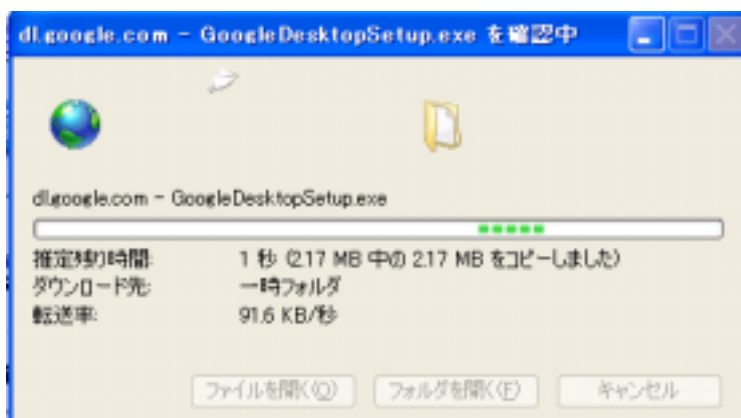 dl.google.com - GoogleDesktopSetup.exe を確認中
dl.google.com - GoogleDesktopSetup.exe
推定残り時間: 1 秒 (2.17 MB 中の 2.17 MB をコピーしました)
ダウンロード先: 一時フォルダ
転送率: 91.6 KB/秒
ファイルを開く(O) フォルダを開く(F) キャンセル